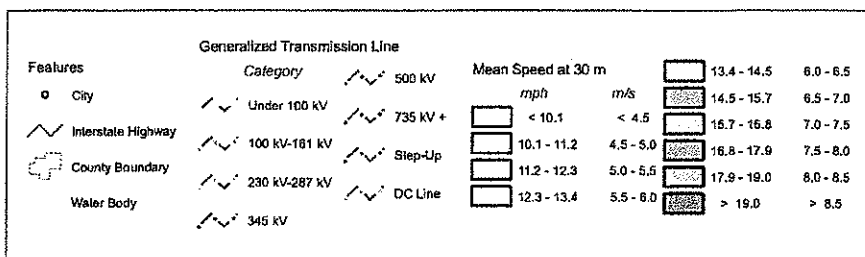 Features
City
Interstate Highway
County Boundary
Water Body
Generalized Transmission Line
Category
Under 100 kV
100 kV-161 kV
230 kV-287 kV
345 kV
500 kV
735 kV +
Step-Up
DC Line
Mean Speed at 30 m
mph m/s
< 10.1 < 4.5
10.1 - 11.2 4.5 - 5.0
11.2 - 12.3 5.0 - 5.5
12.3 - 13.4 5.5 - 6.0
13.4 - 14.5 6.0 - 6.5
14.5 - 15.7 6.5 - 7.0
15.7 - 16.8 7.0 - 7.5
16.8 - 17.9 7.5 - 8.0
17.9 - 19.0 8.0 - 8.5
> 19.0 > 8.5